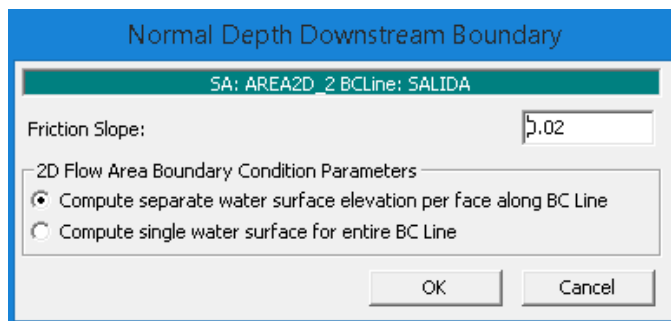 Normal Depth Downstream Boundary
SA: AREA2D_2 BCLine: SALIDA
Friction Slope:
0.02
2D Flow Area Boundary Condition Parameters
Compute separate water surface elevation per face along BC Line
Compute single water surface for entire BC Line
OK
Cancel